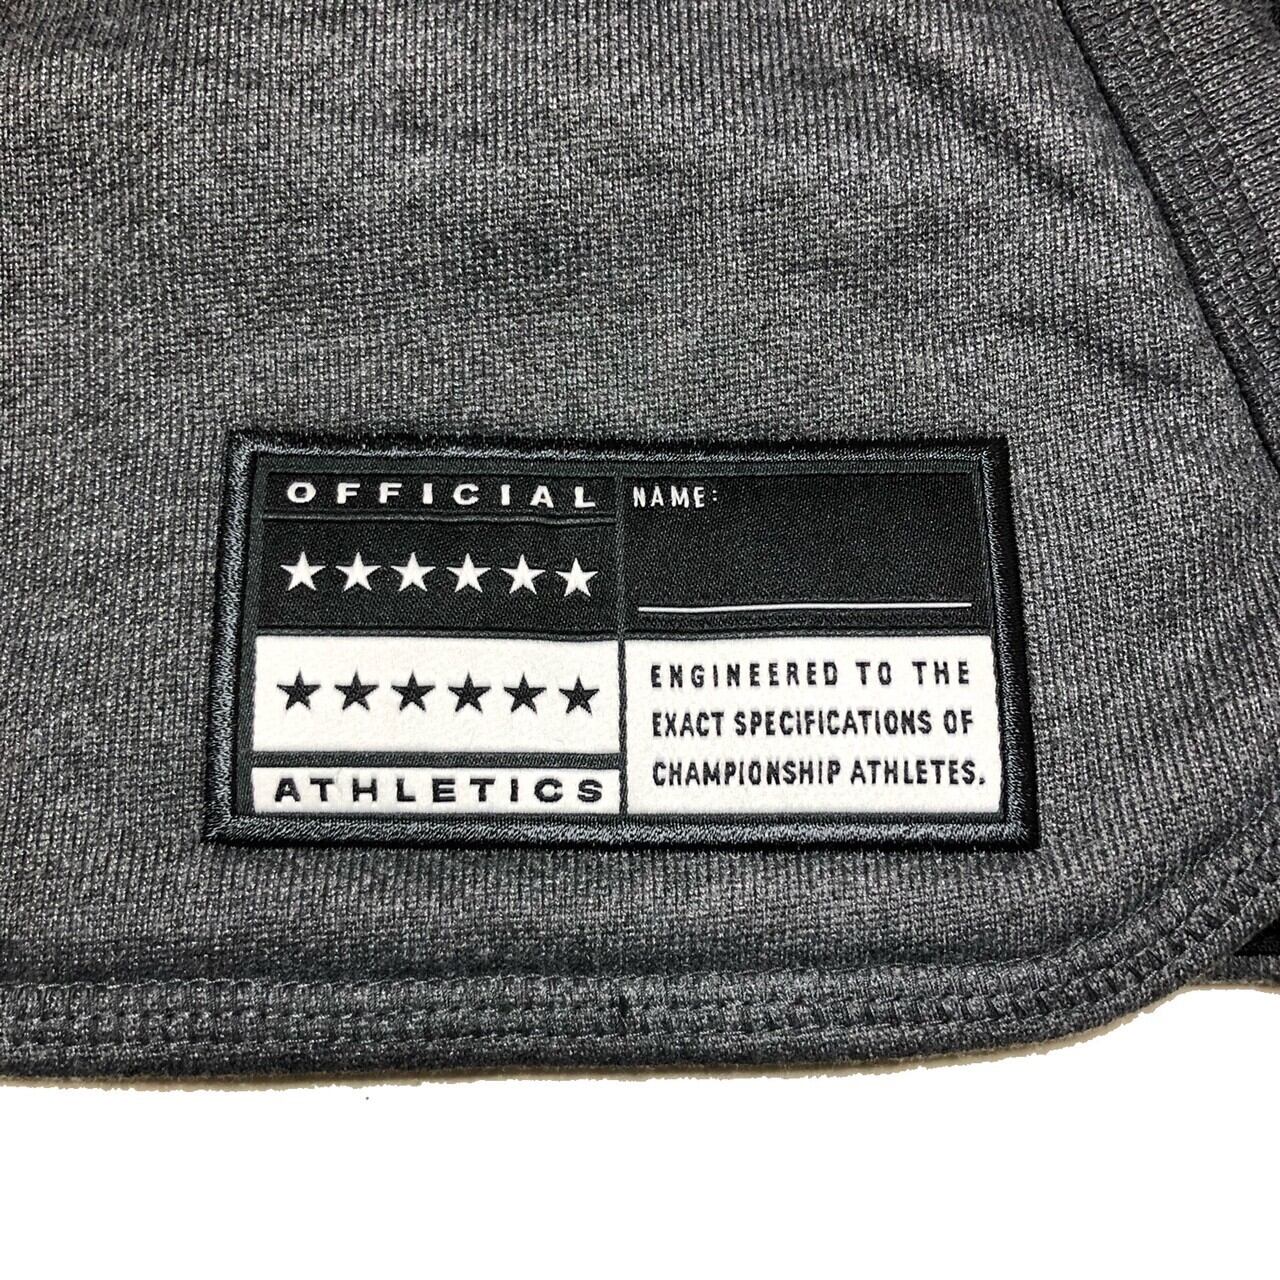 OFFICIAL
★★★★★★
★★★★★★
ATHLETICS
NAME:
ENGINEERED TO THE
EXACT SPECIFICATIONS OF
CHAMPIONSHIP ATHLETES.